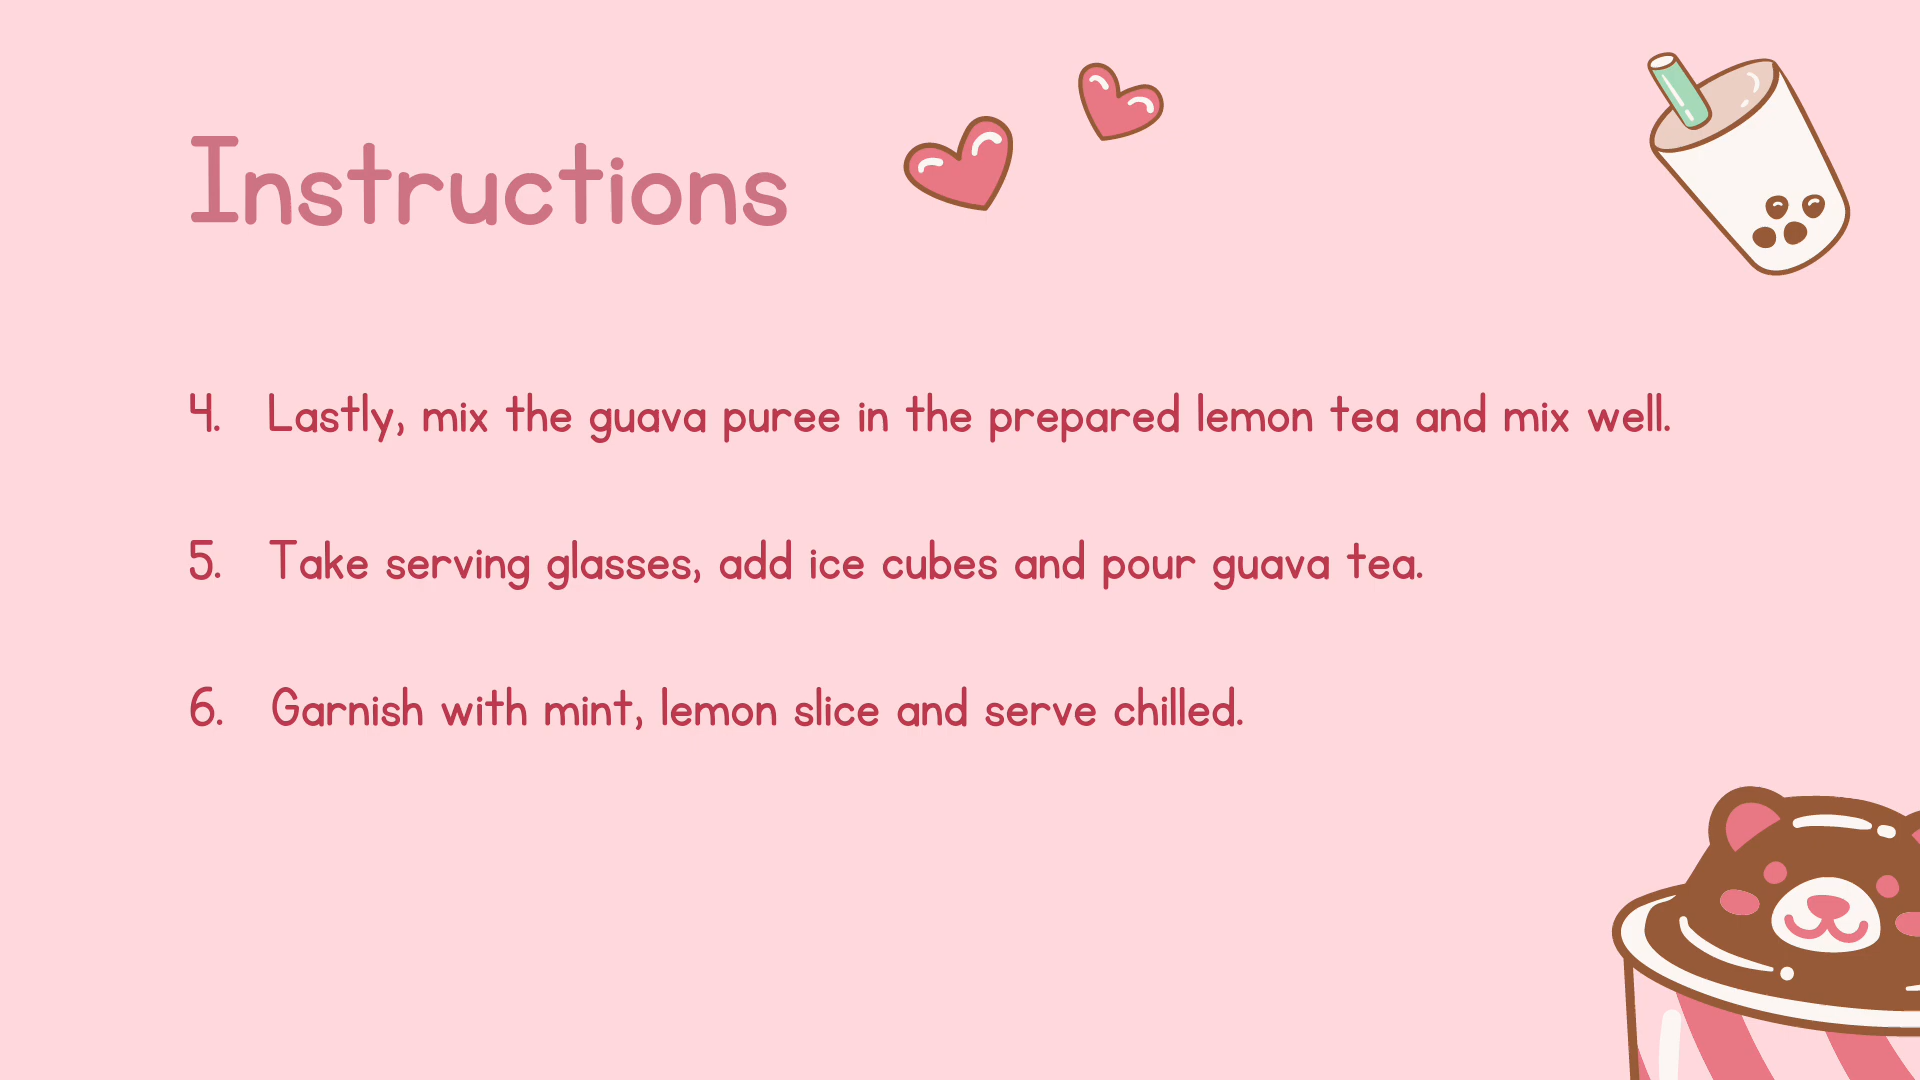 Instructions
4. Lastly, mix the guava puree in the prepared lemon tea and mix well.
5. Take serving glasses, add ice cubes and pour guava tea.
6. Garnish with mint, lemon slice and serve chilled.